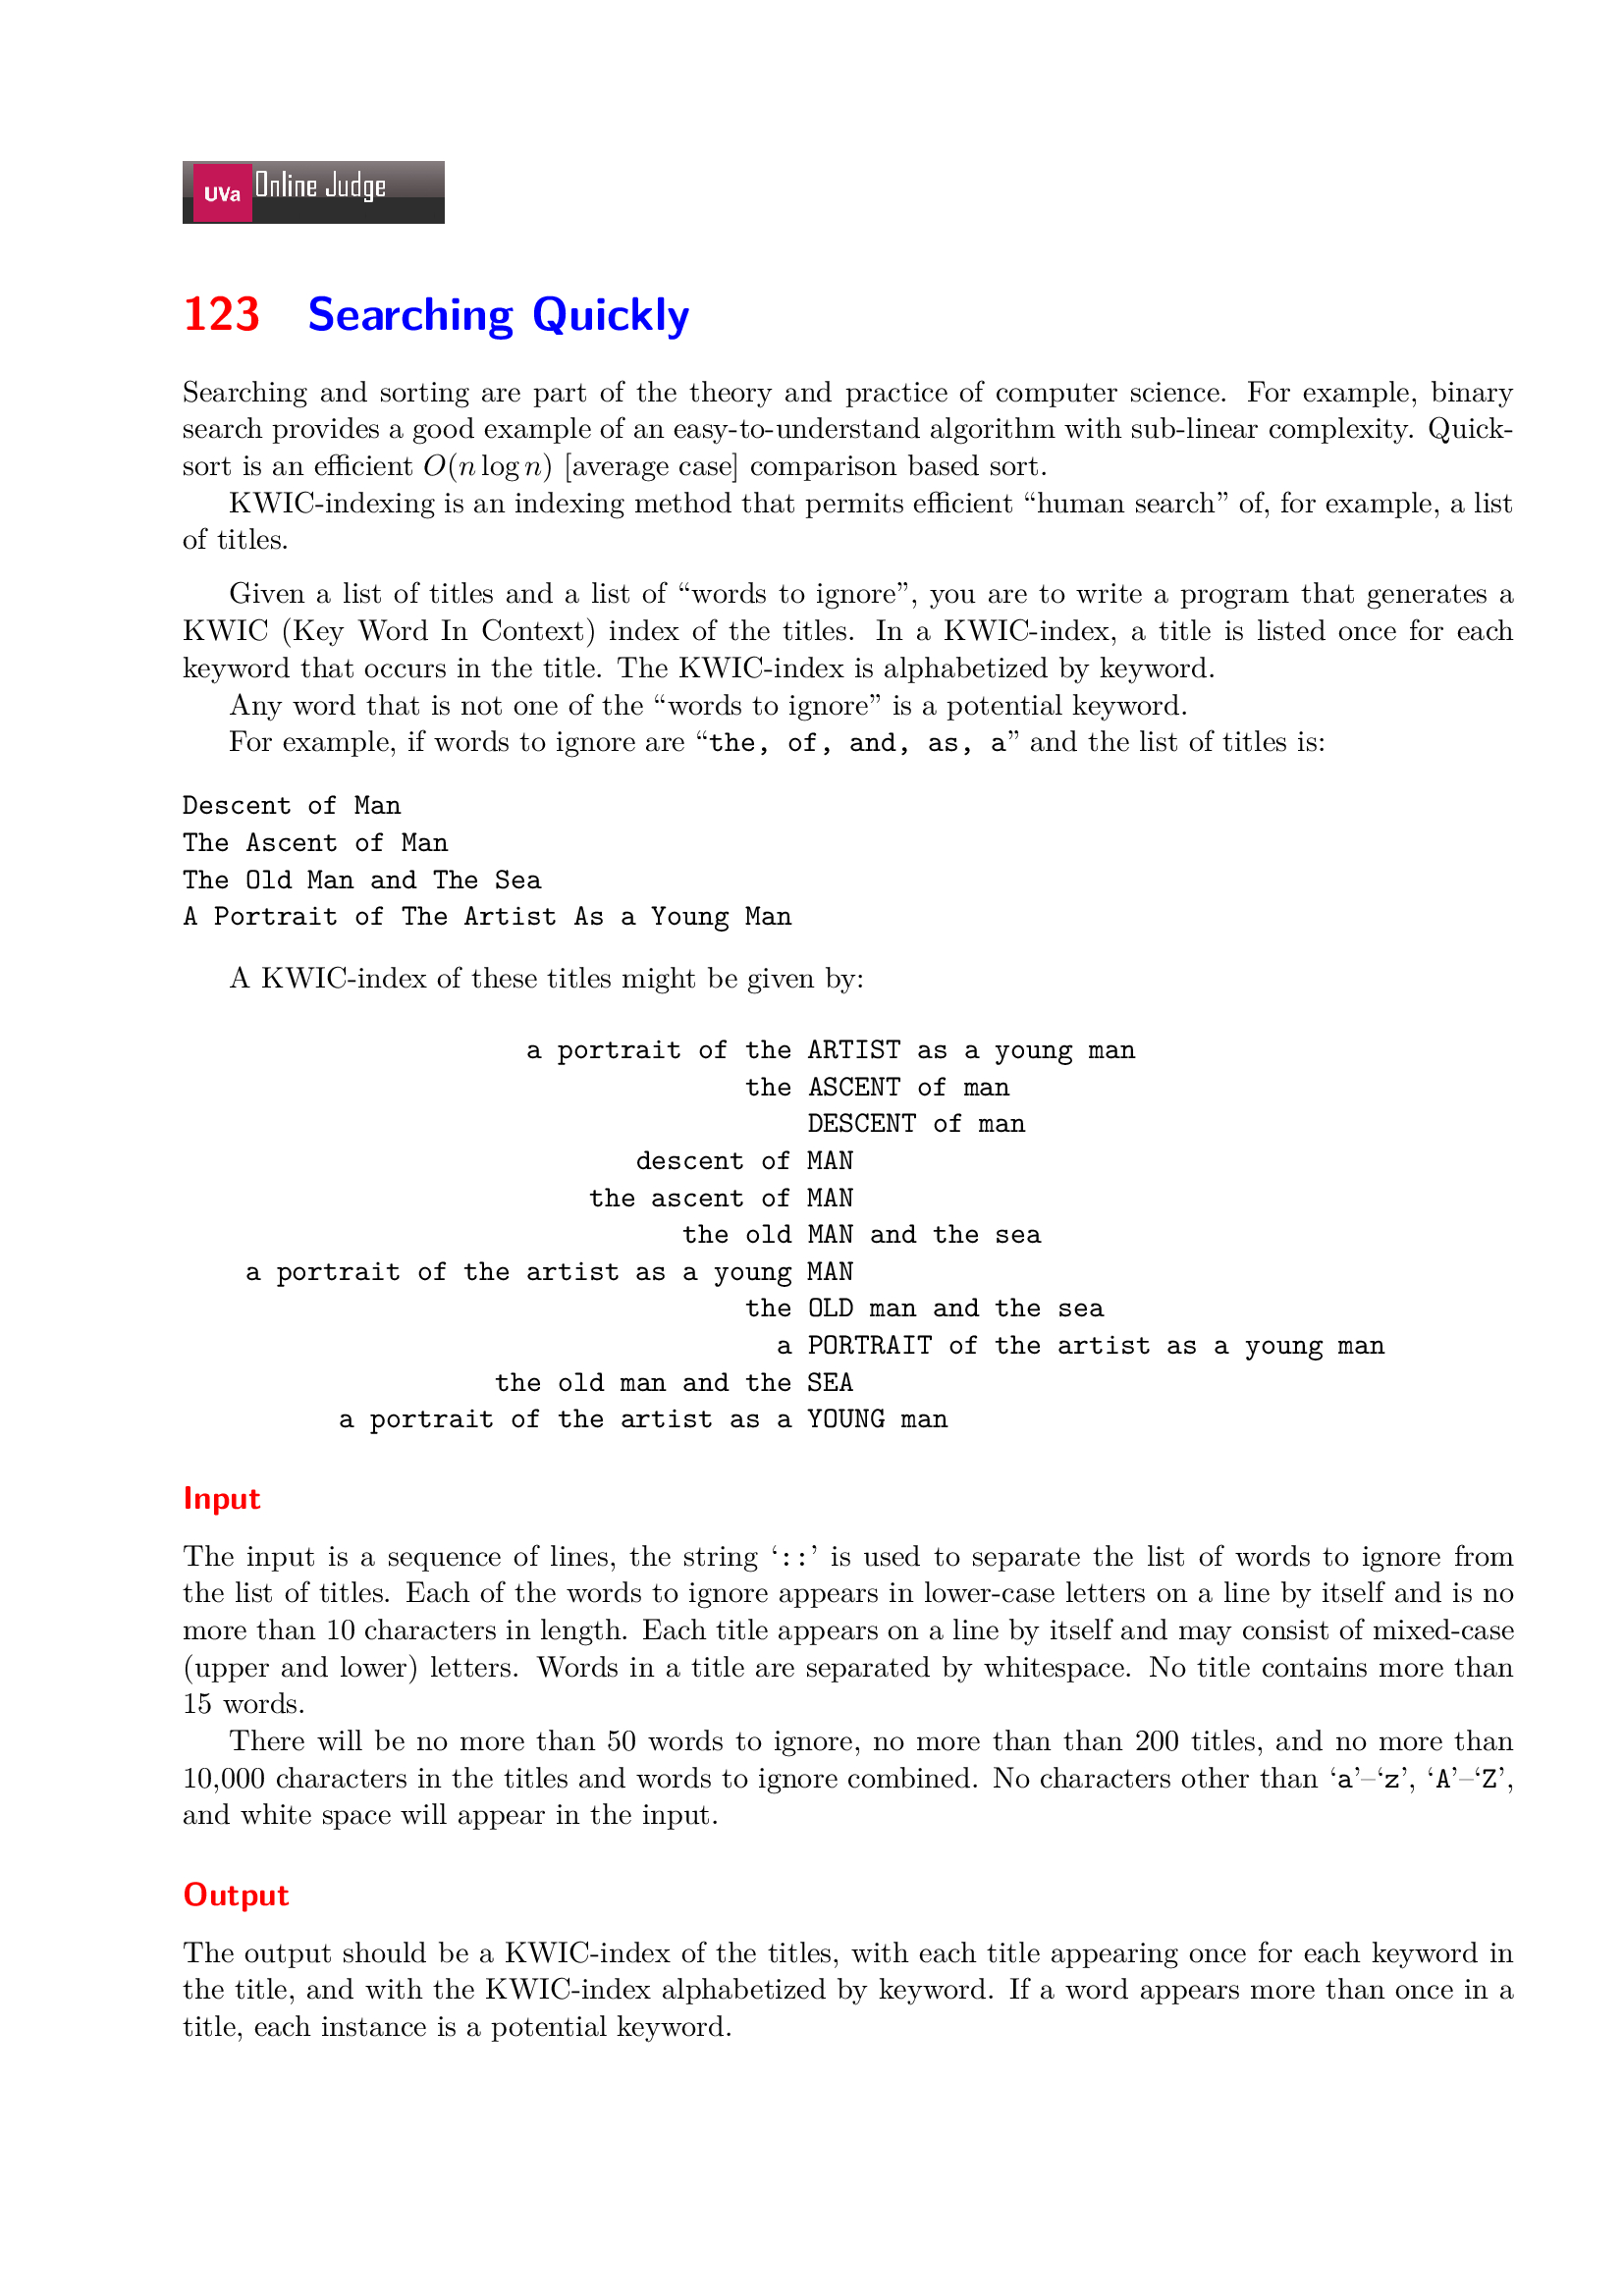 UVa Online Judge
123 Searching Quickly
Searching and sorting are part of the theory and practice of computer science. For example, binary
search provides a good example of an easy-to-understand algorithm with sub-linear complexity. Quick-
sort is an efficient O(n log n) [average case] comparison based sort.
KWIC-indexing is an indexing method that permits efficient “human search” of, for example, a list
of titles.
Given a list of titles and a list of “words to ignore”, you are to write a program that generates a
KWIC (Key Word In Context) index of the titles. In a KWIC-index, a title is listed once for each
keyword that occurs in the title. The KWIC-index is alphabetized by keyword.
Any word that is not one of the “words to ignore” is a potential keyword.
For example, if words to ignore are “the, of, and, as, a” and the list of titles is:
Descent of Man
The Ascent of Man
The Old Man and The Sea
A Portrait of The Artist As a Young Man
A KWIC-index of these titles might be given by:
a portrait of the ARTIST as a young man
the ASCENT of man
DESCENT of man
descent of MAN
the ascent of MAN
the old MAN and the sea
a portrait of the artist as a young MAN
the OLD man and the sea
a PORTRAIT of the artist as a young man
the old man and the SEA
a portrait of the artist as a YOUNG man
Input
The input is a sequence of lines, the string ‘::’ is used to separate the list of words to ignore from
the list of titles. Each of the words to ignore appears in lower-case letters on a line by itself and is no
more than 10 characters in length. Each title appears on a line by itself and may consist of mixed-case
(upper and lower) letters. Words in a title are separated by whitespace. No title contains more than
15 words.
There will be no more than 50 words to ignore, no more than than 200 titles, and no more than
10,000 characters in the titles and words to ignore combined. No characters other than ‘a’–‘z’, ‘A’–‘Z’,
and white space will appear in the input.
Output
The output should be a KWIC-index of the titles, with each title appearing once for each keyword in
the title, and with the KWIC-index alphabetized by keyword. If a word appears more than once in a
title, each instance is a potential keyword.